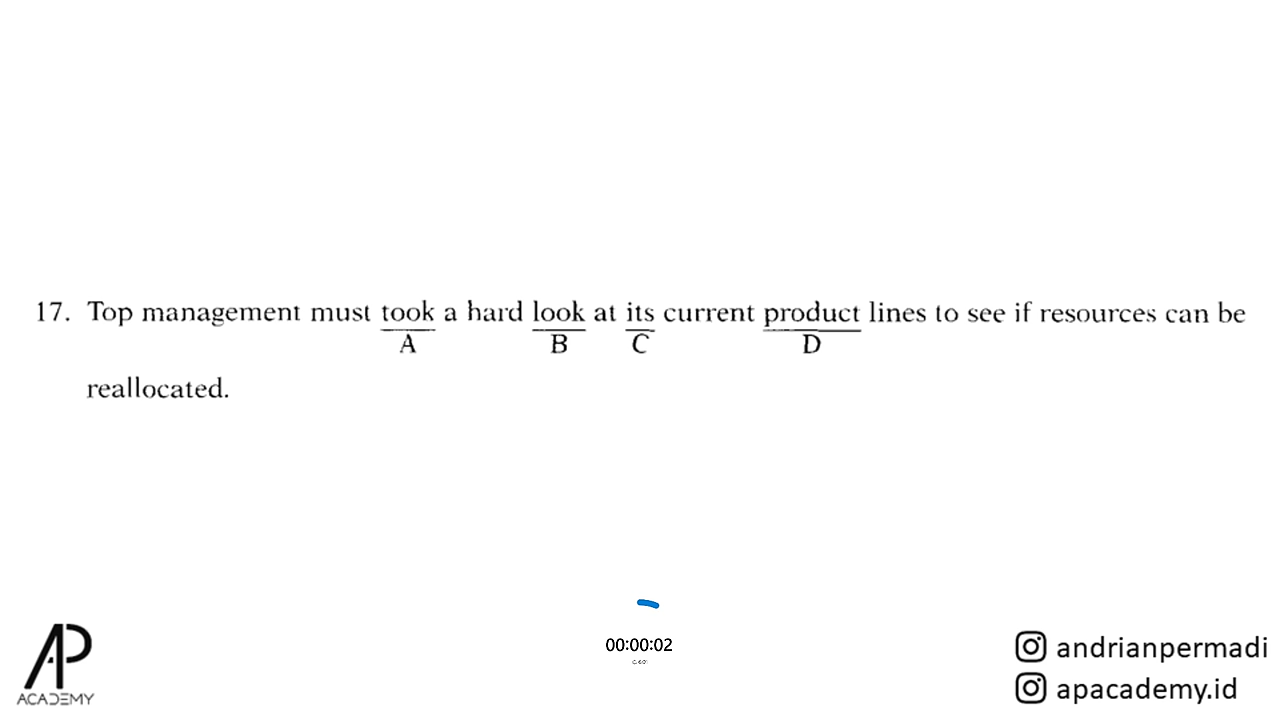 17. Top management must took a hard look at its current product lines to see if resources can be
A B C D
reallocated.
00:00:02
AP
ACADEMY
andrianpermadi
apacademy.id